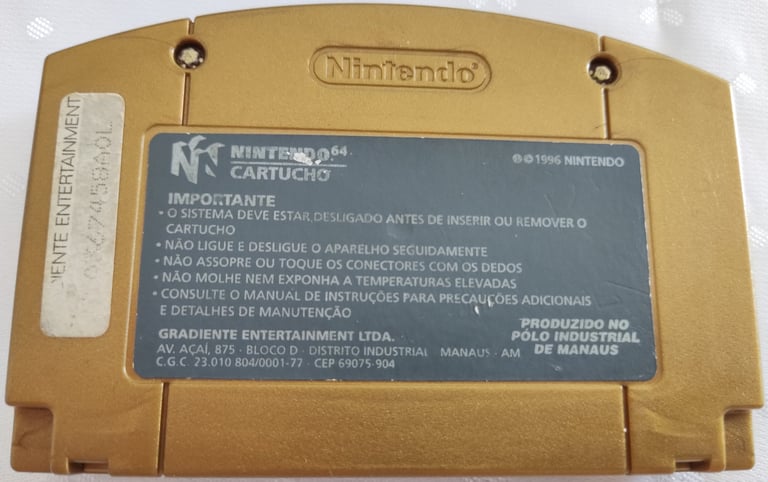 Nintendo®
NINTENDO 64
CARTUCHO
®© 1996 NINTENDO
IMPORTANTE
• O SISTEMA DEVE ESTAR DESLIGADO ANTES DE INSERIR OU REMOVER O
CARTUCHO
• NÃO LIGUE E DESLIGUE O APARELHO SEGUIDAMENTE
• NÃO ASSOPRE OU TOQUE OS CONECTORES COM OS DEDOS
• NÃO MOLHE NEM EXPONHA A TEMPERATURAS ELEVADAS
• CONSULTE O MANUAL DE INSTRUÇÕES PARA PRECAUÇÕES ADICIONAIS
E DETALHES DE MANUTENÇÃO
GRADIENTE ENTERTAINMENT LTDA.
AV. AÇAÍ, 875 - BLOCO D - DISTRITO INDUSTRIAL MANAUS - AM
C.G.C. 23.010 804/0001-77 - CEP 69075-904
PRODUZIDO NO
PÓLO INDUSTRIAL
DE MANAUS
IENTE ENTERTAINMENT